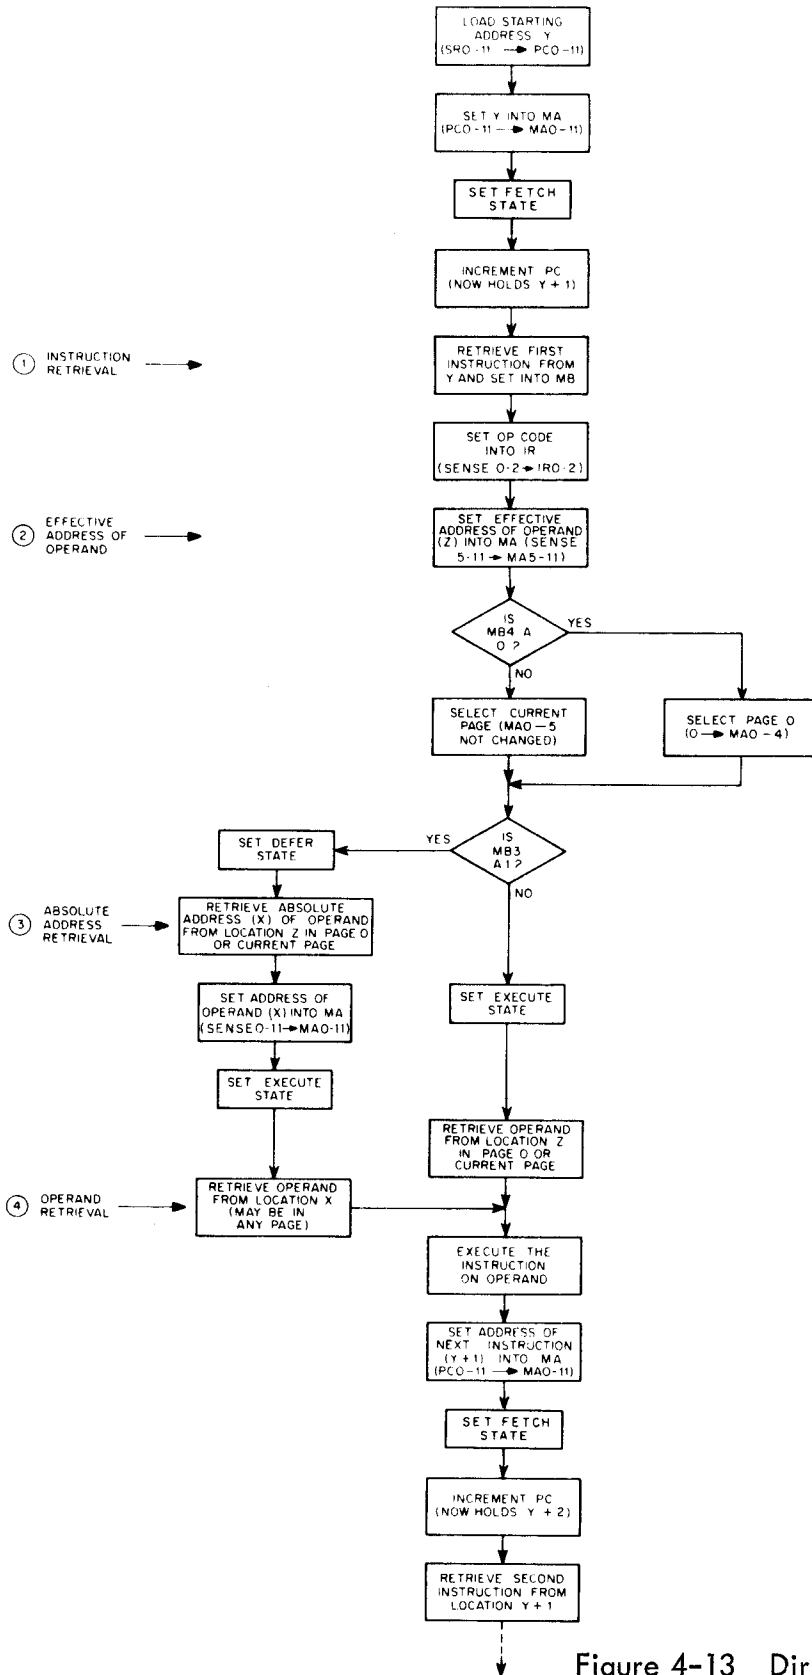 LOAD STARTING
ADDRESS Y
(SR0-11 → PC0-11)
SET Y INTO MA
(PC0-11 → MA0-11)
SET FETCH
STATE
INCREMENT PC
(NOW HOLDS Y + 1)
1 INSTRUCTION
RETRIEVAL
RETRIEVE FIRST
INSTRUCTION FROM
Y AND SET INTO MB
SET OP CODE
INTO IR
(SENSE 0-2 → IR0-2)
2 EFFECTIVE
ADDRESS OF
OPERAND
SET EFFECTIVE
ADDRESS OF OPERAND
(Z) INTO MA (SENSE
5-11 → MA5-11)
IS
MB4 A
0 ?
YES
NO
SELECT CURRENT
PAGE (MA0-5
NOT CHANGED)
SELECT PAGE 0
(0 → MA0-4)
IS
MB3
A 1 ?
YES
NO
SET DEFER
STATE
3 ABSOLUTE
ADDRESS
RETRIEVAL
RETRIEVE ABSOLUTE
ADDRESS (X) OF OPERAND
FROM LOCATION Z IN PAGE 0
OR CURRENT PAGE
SET ADDRESS OF
OPERAND (X) INTO MA
(SENSE0-11 → MA0-11)
SET EXECUTE
STATE
SET EXECUTE
STATE
RETRIEVE OPERAND
FROM LOCATION Z
IN PAGE 0 OR
CURRENT PAGE
4 OPERAND
RETRIEVAL
RETRIEVE OPERAND
FROM LOCATION X
(MAY BE IN
ANY PAGE)
EXECUTE THE
INSTRUCTION
ON OPERAND
SET ADDRESS OF
NEXT INSTRUCTION
(Y+1) INTO MA
(PC0-11 → MA0-11)
SET FETCH
STATE
INCREMENT PC
(NOW HOLDS Y + 2)
RETRIEVE SECOND
INSTRUCTION FROM
LOCATION Y + 1
Figure 4-13 Dir